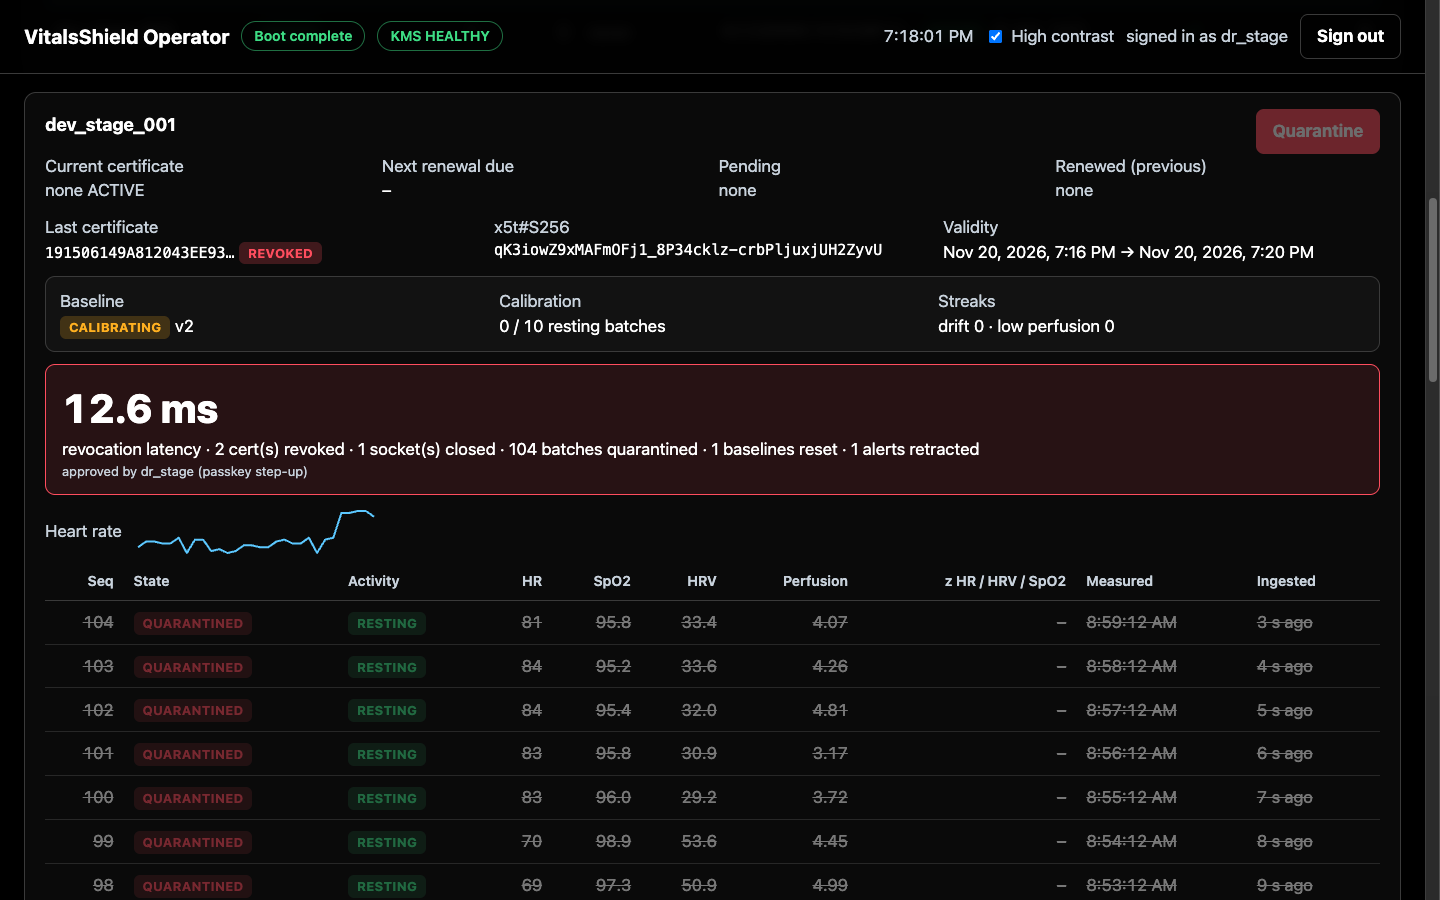 VitalsShield Operator Boot complete KMS HEALTHY 7:18:01 PM High contrast signed in as dr_stage Sign out
dev_stage_001 Quarantine
Current certificate Next renewal due Pending Renewed (previous)
none ACTIVE – none none
Last certificate x5t#S256 Validity
191506149A812043EE93… REVOKED qK3iowZ9xMAFmOFj1_8P34cklz-crbPljuxjUH2ZyvU Nov 20, 2026, 7:16 PM → Nov 20, 2026, 7:20 PM
Baseline Calibration Streaks
CALIBRATING v2 0 / 10 resting batches drift 0 · low perfusion 0
12.6 ms
revocation latency · 2 cert(s) revoked · 1 socket(s) closed · 104 batches quarantined · 1 baselines reset · 1 alerts retracted
approved by dr_stage (passkey step-up)
Heart rate
Seq State Activity HR SpO2 HRV Perfusion z HR / HRV / SpO2 Measured Ingested
104 QUARANTINED RESTING 81 95.8 33.4 4.07 – 8:59:12 AM 3 s ago
103 QUARANTINED RESTING 84 95.2 33.6 4.26 – 8:58:12 AM 4 s ago
102 QUARANTINED RESTING 84 95.4 32.0 4.81 – 8:57:12 AM 5 s ago
101 QUARANTINED RESTING 83 95.8 30.9 3.17 – 8:56:12 AM 6 s ago
100 QUARANTINED RESTING 83 96.0 29.2 3.72 – 8:55:12 AM 7 s ago
99 QUARANTINED RESTING 70 98.9 53.6 4.45 – 8:54:12 AM 8 s ago
98 QUARANTINED RESTING 69 97.3 50.9 4.99 – 8:53:12 AM 9 s ago